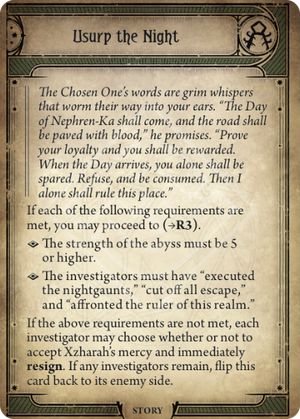 Usurp the Night
The Chosen One's words are grim whispers
that worm their way into your ears. "The Day
of Nephren-Ka shall come, and the road shall
be paved with blood," he promises. "Prove
your loyalty and you shall be rewarded.
When the Day arrives, you alone shall be
spared. Refuse, and be consumed. Then I
alone shall rule this place."
If each of the following requirements are
met, you may proceed to (→R3).
The strength of the abyss must be 5
or higher.
The investigators must have "executed
the nightgaunts," "cut off all escape,"
and "affronted the ruler of this realm."
If the above requirements are not met, each
investigator may choose whether or not to
accept Xzharah's mercy and immediately
resign. If any investigators remain, flip this
card back to its enemy side.
STORY